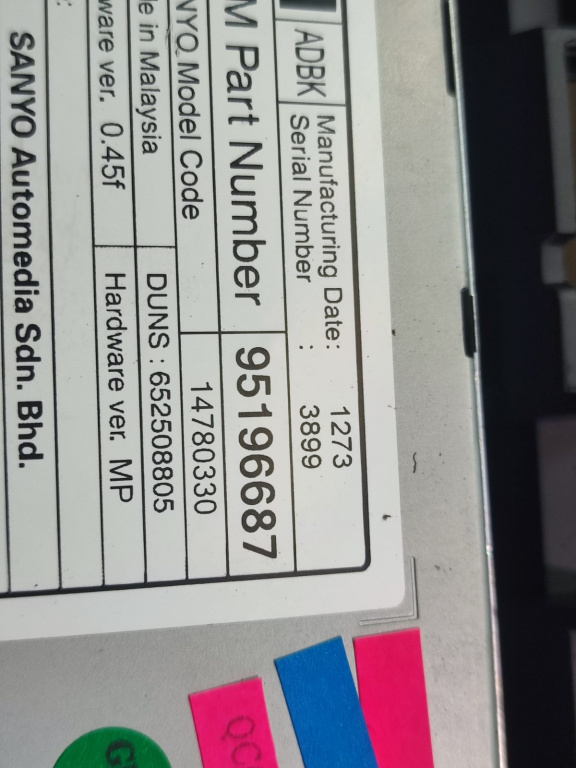 ADBK Manufacturing Date: 1273
Serial Number : 3899
M Part Number 95196687
NYO Model Code 14780330
le in Malaysia DUNS : 652508805
ware ver. 0.45f Hardware ver. MP
:
SANYO Automedia Sdn. Bhd.
QC